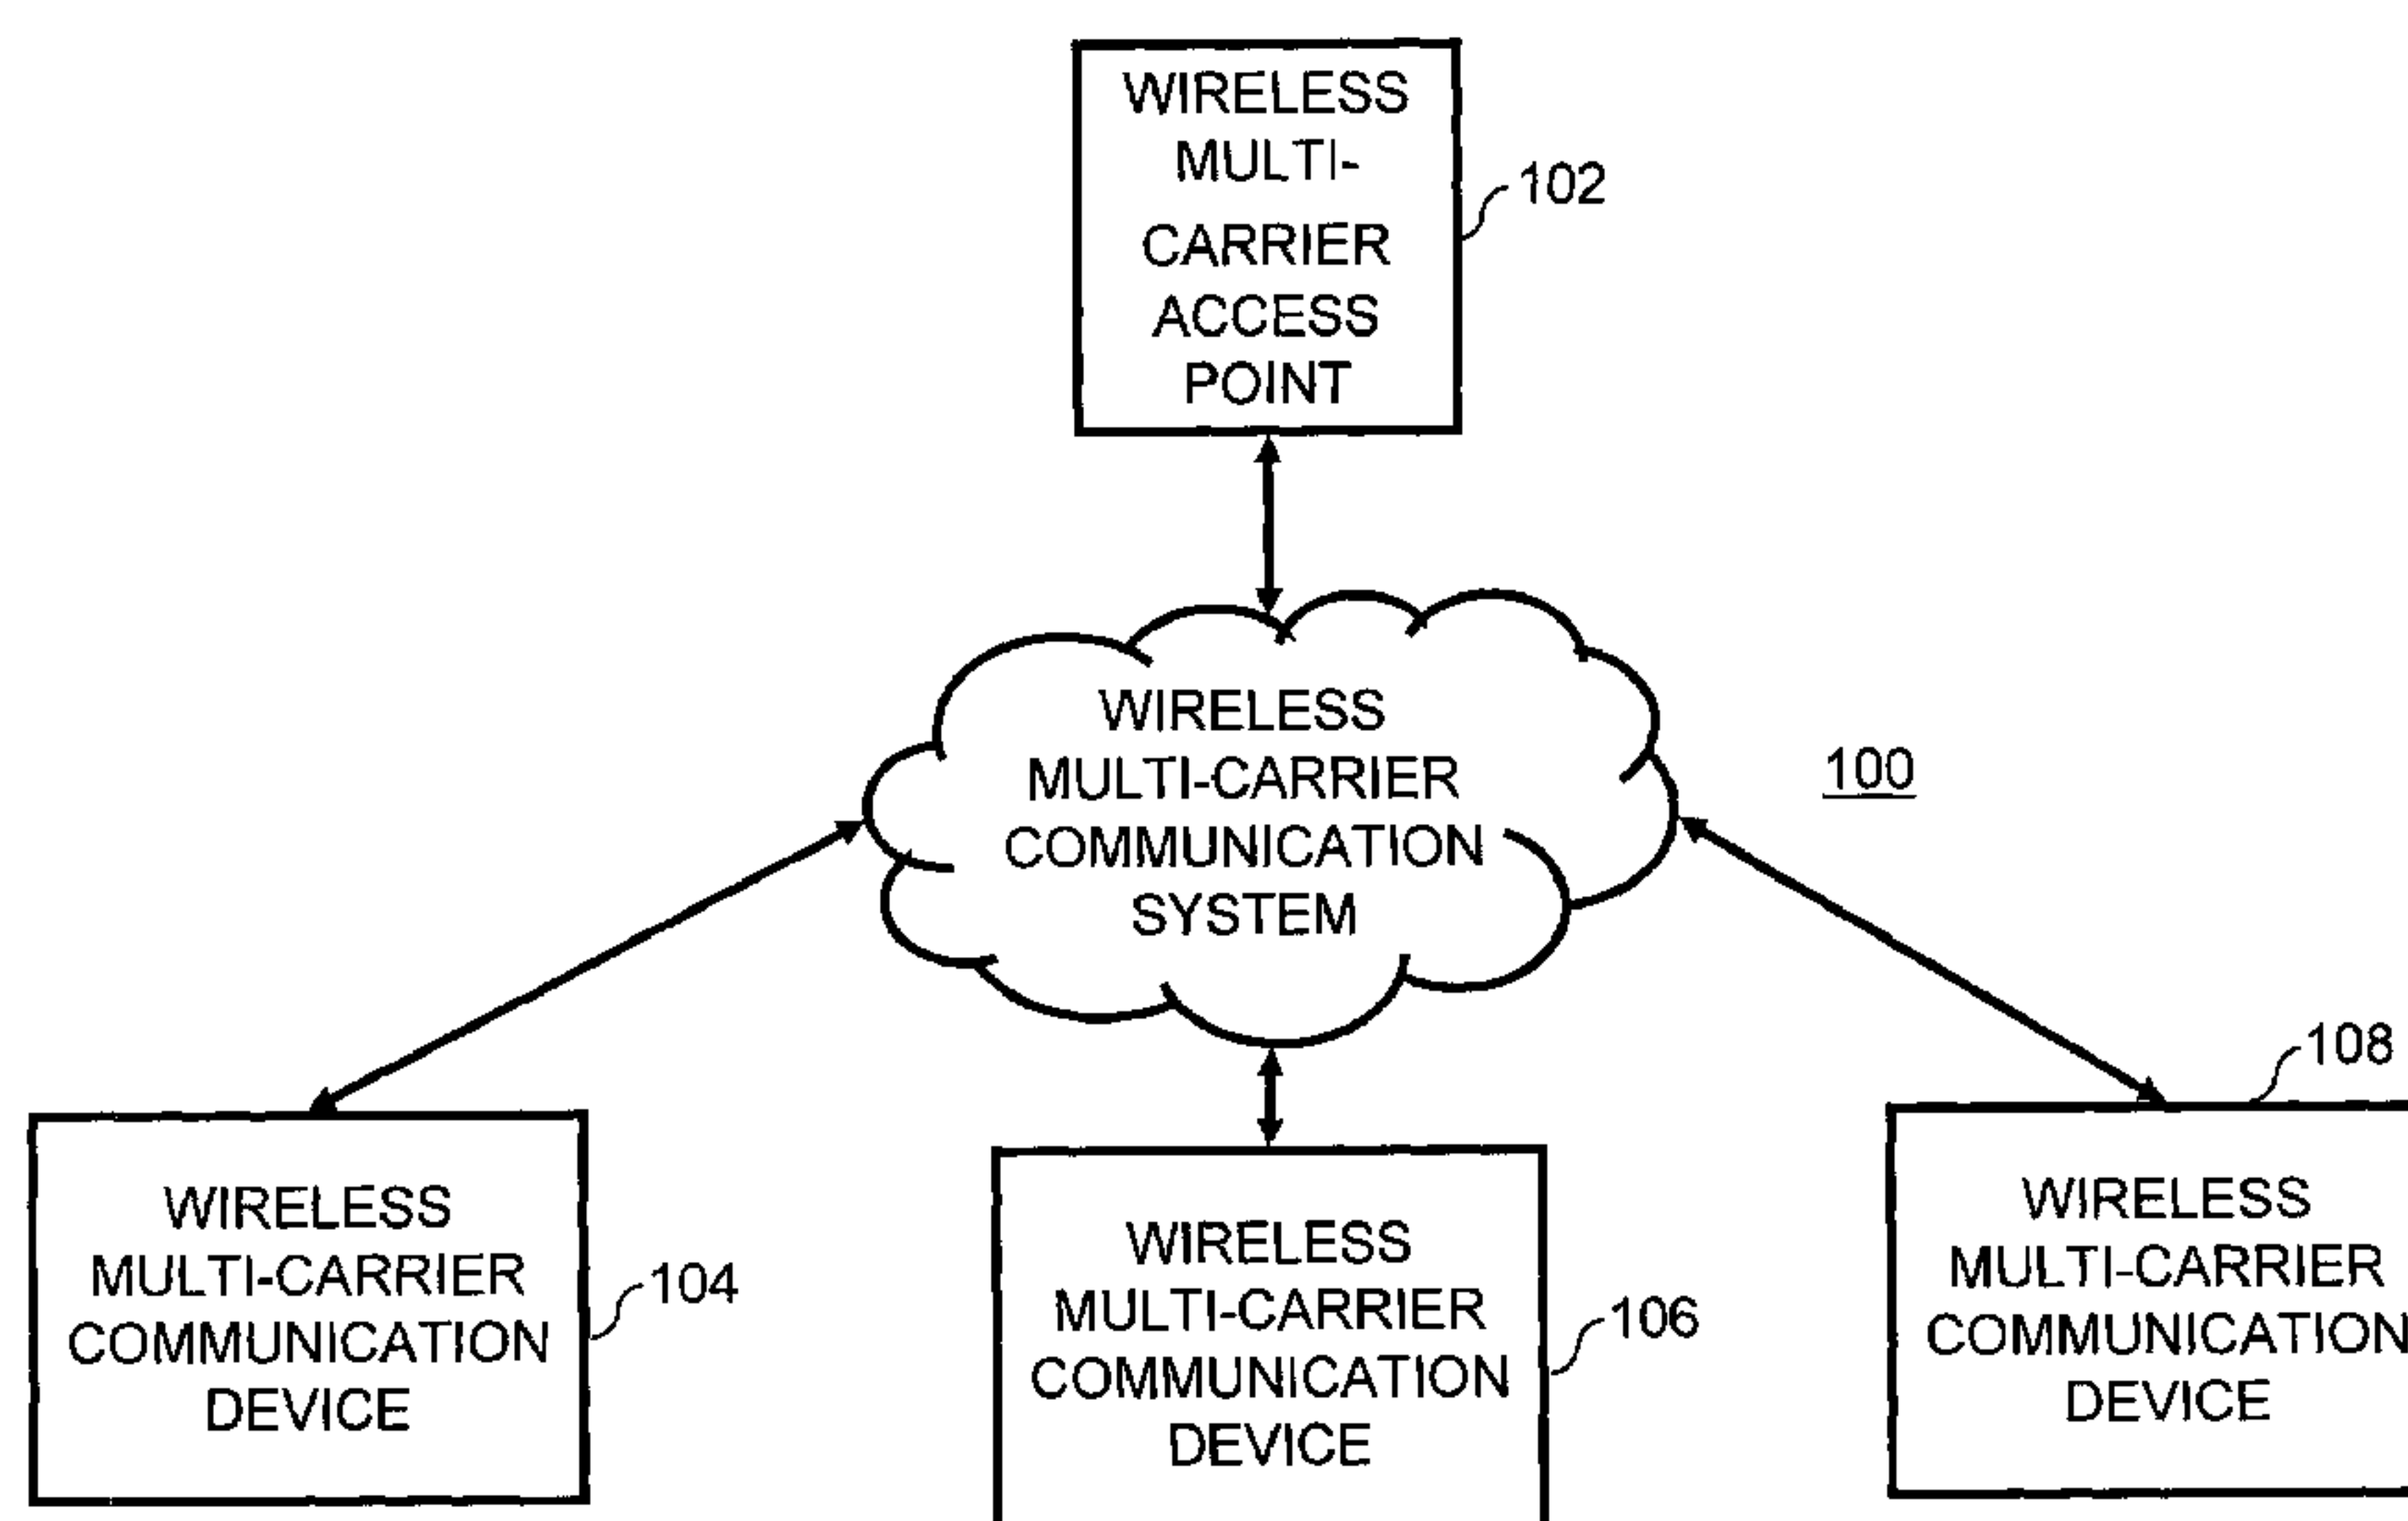 WIRELESS
MULTI-
CARRIER
ACCESS
POINT
102
WIRELESS
MULTI-CARRIER
COMMUNICATION
SYSTEM
100
WIRELESS
MULTI-CARRIER
COMMUNICATION
DEVICE
104
WIRELESS
MULTI-CARRIER
COMMUNICATION
DEVICE
106
108
WIRELESS
MULTI-CARRIER
COMMUNICATION
DEVICE